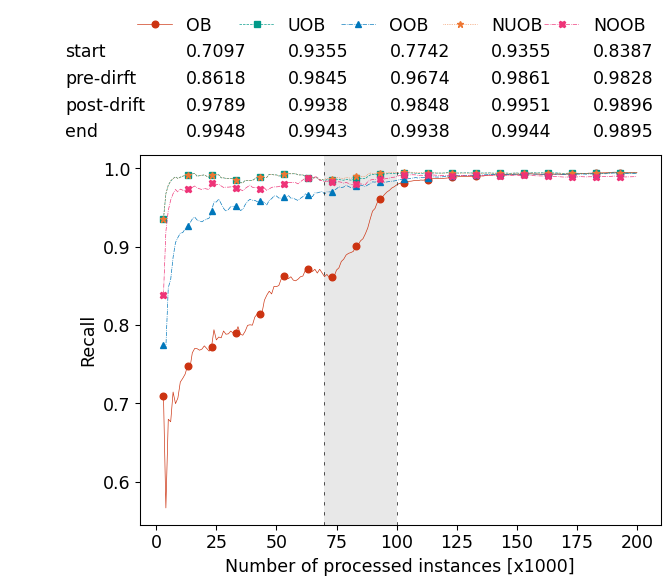 OB UOB OOB NUOB NOOB
start 0.7097 0.9355 0.7742 0.9355 0.8387
pre-dirft 0.8618 0.9845 0.9674 0.9861 0.9828
post-drift 0.9789 0.9938 0.9848 0.9951 0.9896
end 0.9948 0.9943 0.9938 0.9944 0.9895
1.0
0.9
0.8
0.7
0.6
Recall
0 25 50 75 100 125 150 175 200
Number of processed instances [x1000]